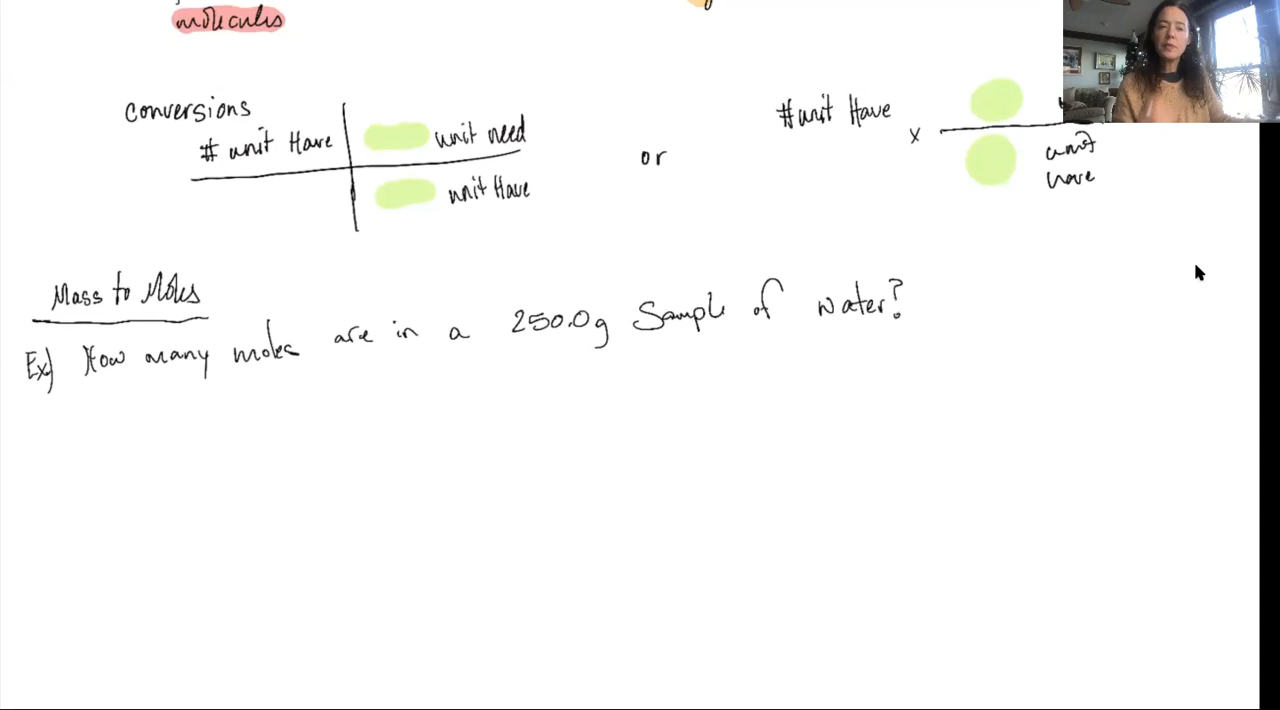 molecules
conversions
# unit Have
unit need
unit Have
or
# unit Have
x
unit
have
Mass to Moles
Ex) How many moles are in a 250.0g Sample of water?